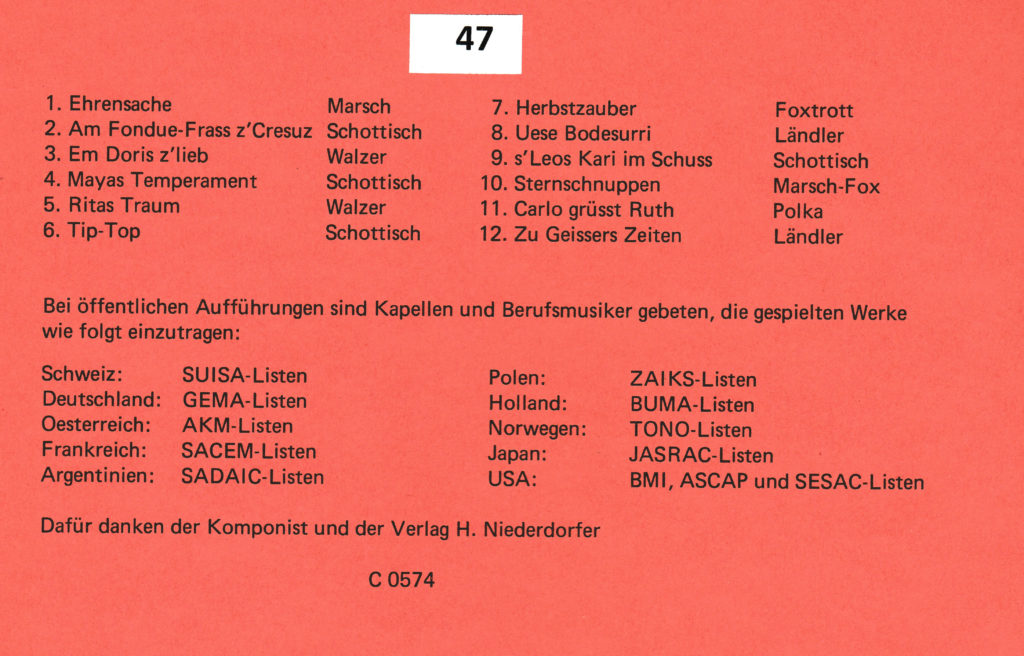 47
1. Ehrensache Marsch
2. Am Fondue-Frass z'Cresuz Schottisch
3. Em Doris z'lieb Walzer
4. Mayas Temperament Schottisch
5. Ritas Traum Walzer
6. Tip-Top Schottisch
7. Herbstzauber Foxtrott
8. Uese Bodesurri Ländler
9. s'Leos Kari im Schuss Schottisch
10. Sternschnuppen Marsch-Fox
11. Carlo grüsst Ruth Polka
12. Zu Geissers Zeiten Ländler
Bei öffentlichen Aufführungen sind Kapellen und Berufsmusiker gebeten, die gespielten Werke
wie folgt einzutragen:
Schweiz: SUISA-Listen
Deutschland: GEMA-Listen
Oesterreich: AKM-Listen
Frankreich: SACEM-Listen
Argentinien: SADAIC-Listen
Polen: ZAIKS-Listen
Holland: BUMA-Listen
Norwegen: TONO-Listen
Japan: JASRAC-Listen
USA: BMI, ASCAP und SESAC-Listen
Dafür danken der Komponist und der Verlag H. Niederdorfer
C 0574